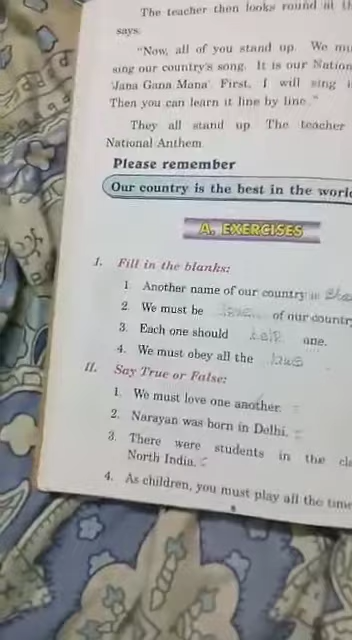 The teacher then looks round at
says.
"Now, all of you stand up. We
sing our country's song. It is our
'Jana Gana Mana'. First, I will sing
Then you can learn it line by line."
They all stand up. The teacher
National Anthem.
Please remember
Our country is the best in the
A. EXERCISES
I. Fill in the blanks:
1. Another name of our country is
2. We must be of our
3. Each one should help one.
4. We must obey all the laws
II. Say True or False:
1. We must love one another.
2. Narayan was born in Delhi.
3. There were students in the
North India.
4. As children, you must play all the time
8